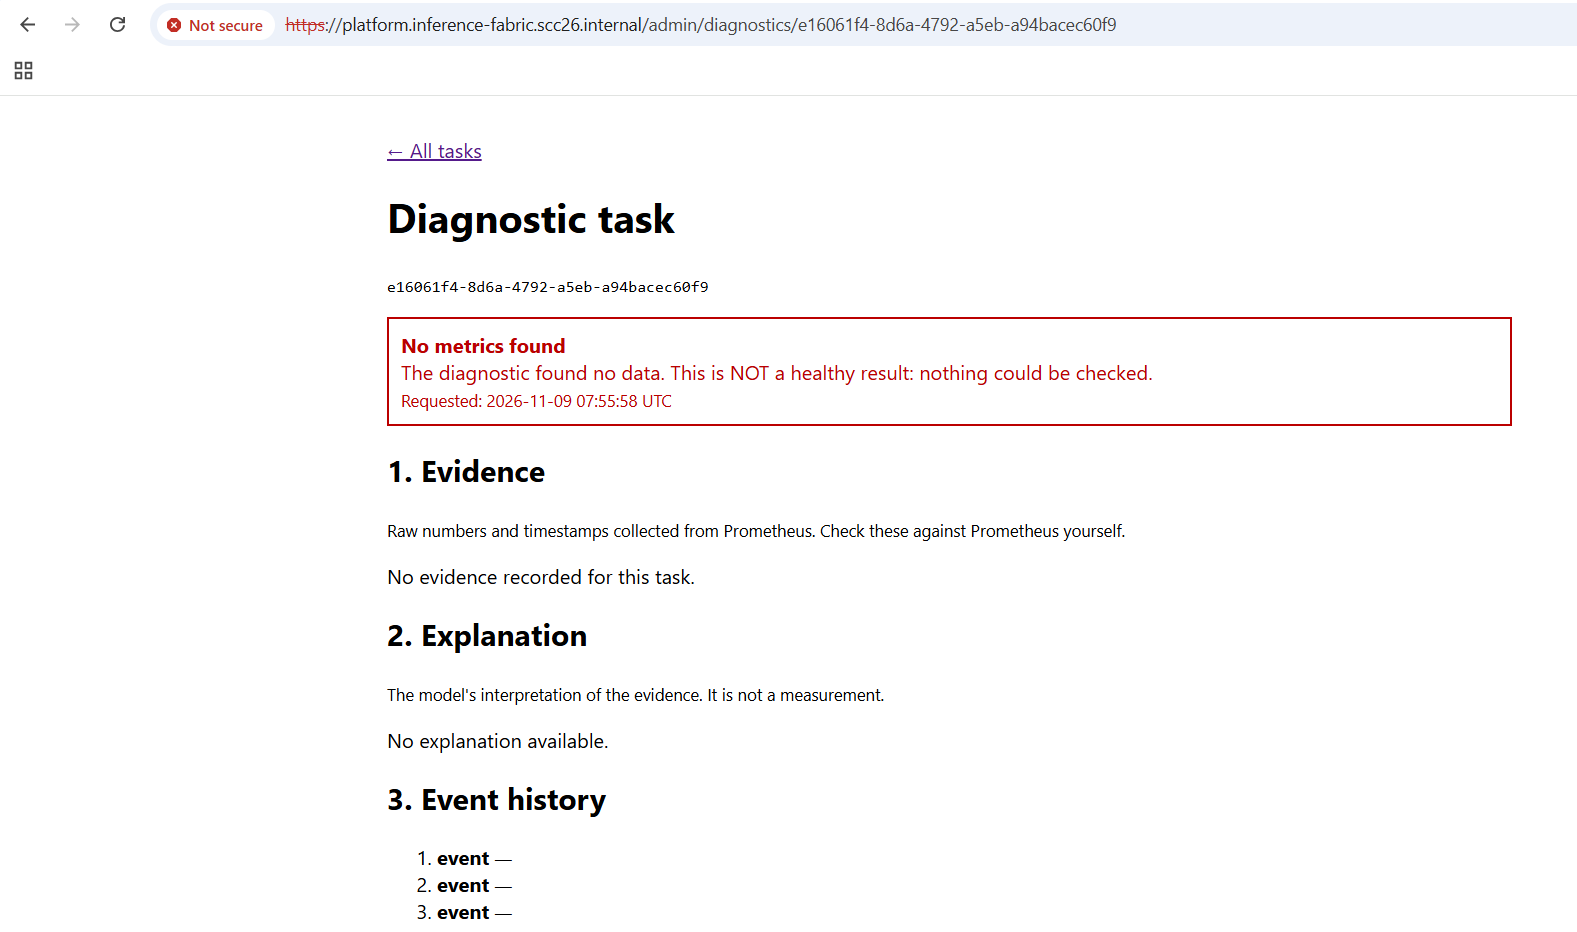 Not secure
https://platform.inference-fabric.scc26.internal/admin/diagnostics/e16061f4-8d6a-4792-a5eb-a94bacec60f9
← All tasks
Diagnostic task
e16061f4-8d6a-4792-a5eb-a94bacec60f9
No metrics found
The diagnostic found no data. This is NOT a healthy result: nothing could be checked.
Requested: 2026-11-09 07:55:58 UTC
1. Evidence
Raw numbers and timestamps collected from Prometheus. Check these against Prometheus yourself.
No evidence recorded for this task.
2. Explanation
The model's interpretation of the evidence. It is not a measurement.
No explanation available.
3. Event history
1. event —
2. event —
3. event —